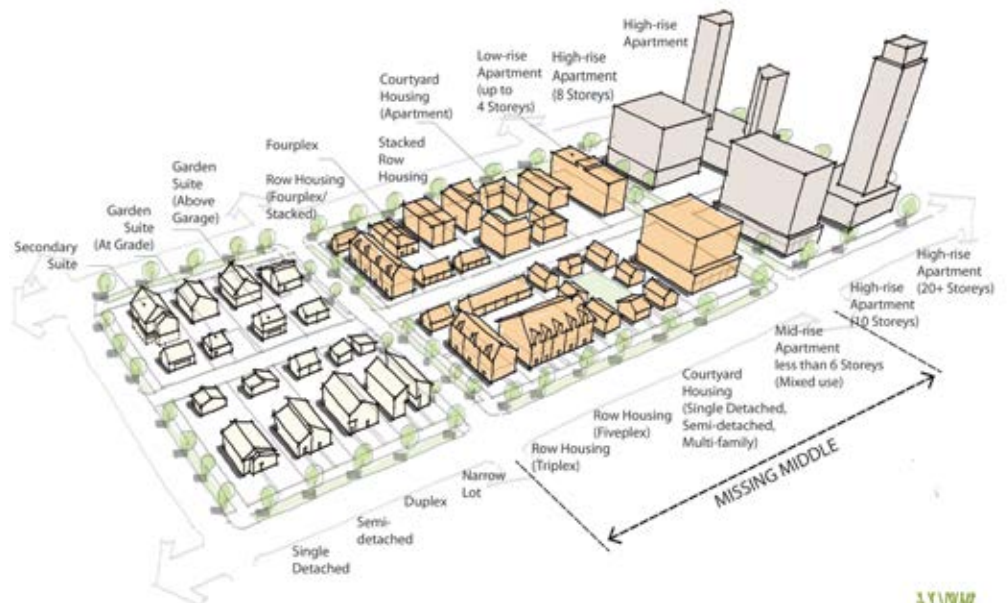 High-rise
Apartment
Low-rise
Apartment
(up to
4 Storeys)
High-rise
Apartment
(8 Storeys)
Courtyard
Housing
(Apartment)
Fourplex
Stacked
Row
Housing
Row Housing
(Fourplex/
Stacked)
Garden
Suite
(Above
Garage)
Garden
Suite
(At Grade)
Secondary
Suite
High-rise
Apartment
(20+ Storeys)
High-rise
Apartment
(10 Storeys)
Mid-rise
Apartment
less than 6 Storeys
(Mixed use)
Courtyard
Housing
(Single Detached,
Semi-detached,
Multi-family)
Row Housing
(Fiveplex)
Row Housing
(Triplex)
Narrow
Lot
Duplex
Semi-
detached
Single
Detached
MISSING MIDDLE